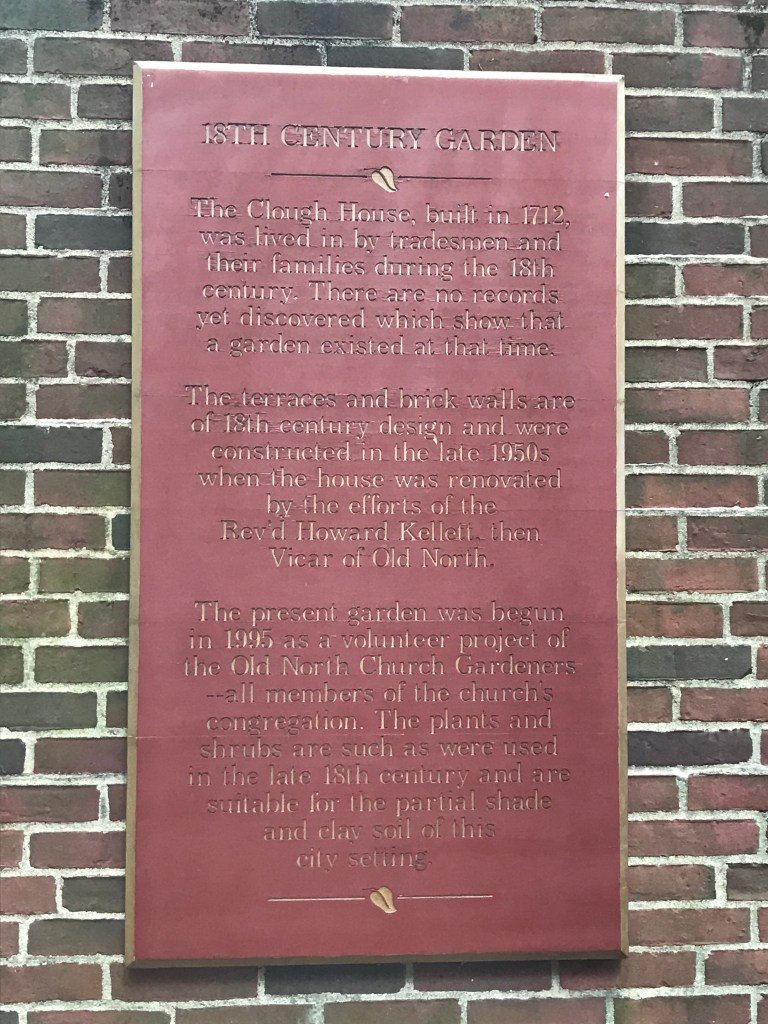 18TH CENTURY GARDEN
The Clough House, built in 1712,
was lived in by tradesmen and
their families during the 18th
century. There are no records
yet discovered which show that
a garden existed at that time.
The terraces and brick walls are
of 18th century design and were
constructed in the late 1950s
when the house was renovated
by the efforts of the
Rev'd Howard Kellett, then
Vicar of Old North.
The present garden was begun
in 1995 as a volunteer project of
the Old North Church Gardeners
--all members of the church's
congregation. The plants and
shrubs are such as were used
in the late 18th century and are
suitable for the partial shade
and clay soil of this
city setting.